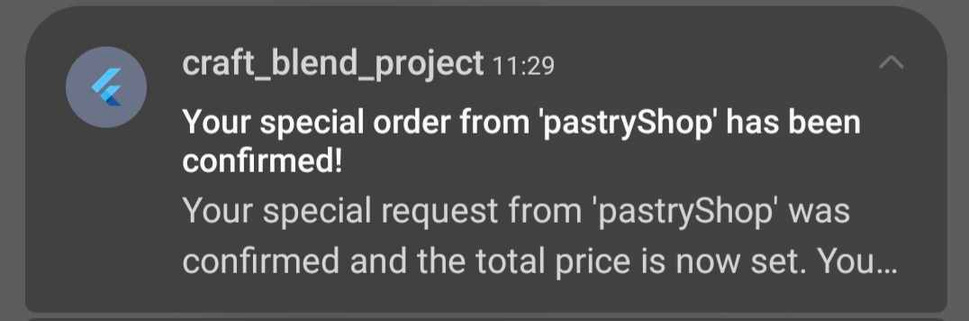 craft_blend_project 11:29
Your special order from 'pastryShop' has been
confirmed!
Your special request from 'pastryShop' was
confirmed and the total price is now set. You...